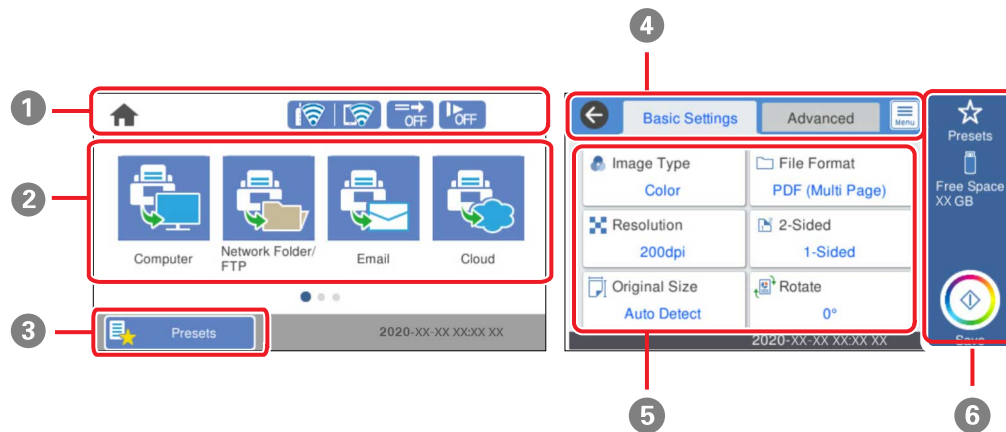 4
1
OFF
OFF
2
Computer
Network Folder/
FTP
Email
Cloud
3
Presets
2020-XX-XX XX:XX XX
Basic Settings
Advanced
Menu
Image Type
Color
File Format
PDF (Multi Page)
Resolution
200dpi
2-Sided
1-Sided
Original Size
Auto Detect
Rotate
0°
2020-XX-XX XX:XX XX
Presets
Free Space
XX GB
Save
5
6